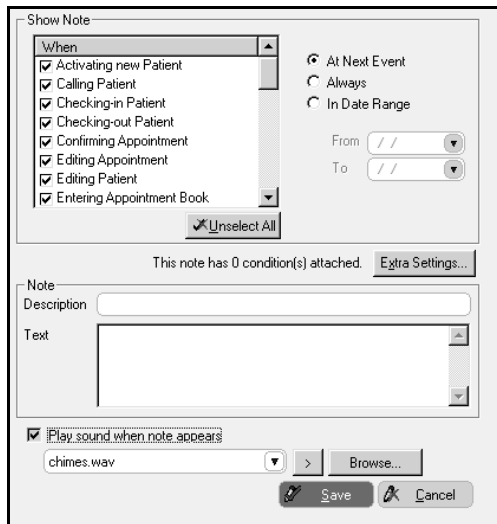 Show Note
When
Activating new Patient
Calling Patient
Checking-in Patient
Checking-out Patient
Confirming Appointment
Editing Appointment
Editing Patient
Entering Appointment Book
Unselect All
At Next Event
Always
In Date Range
From / /
To / /
This note has 0 condition(s) attached. Extra Settings...
Note
Description
Text
Play sound when note appears
chimes.wav > Browse...
Save Cancel